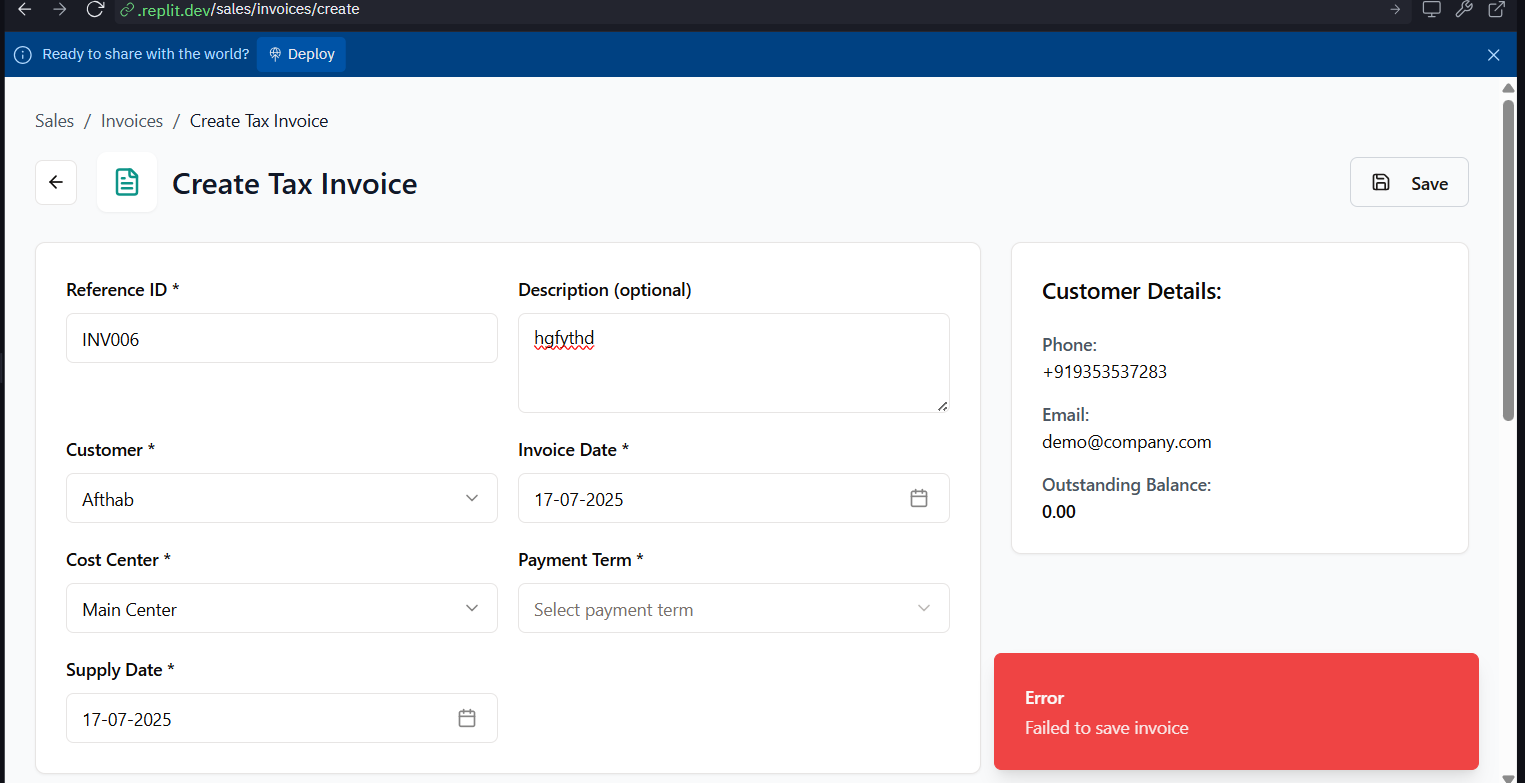 .replit.dev/sales/invoices/create
Ready to share with the world? Deploy
Sales / Invoices / Create Tax Invoice
Create Tax Invoice
Save
Reference ID *
INV006
Description (optional)
hgfythd
Customer *
Afthab
Invoice Date *
17-07-2025
Cost Center *
Main Center
Payment Term *
Select payment term
Supply Date *
17-07-2025
Customer Details:
Phone:
+919353537283
Email:
demo@company.com
Outstanding Balance:
0.00
Error
Failed to save invoice